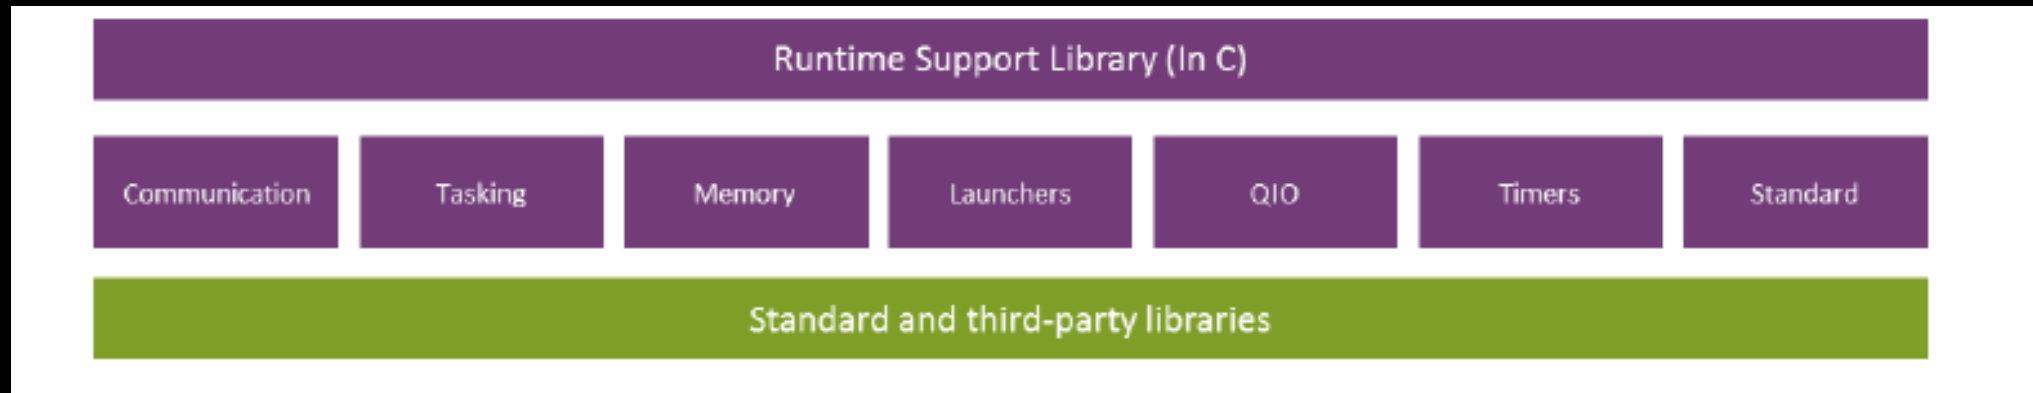 Runtime Support Library (In C)
Communication
Tasking
Memory
Launchers
QIO
Timers
Standard
Standard and third-party libraries